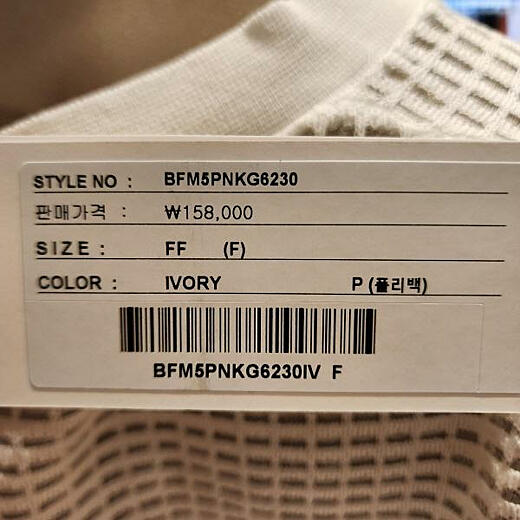 STYLE NO : BFM5PNKG6230
판매가격 : ₩158,000
SIZE : FF (F)
COLOR : IVORY P (폴리백)
BFM5PNKG6230IV F